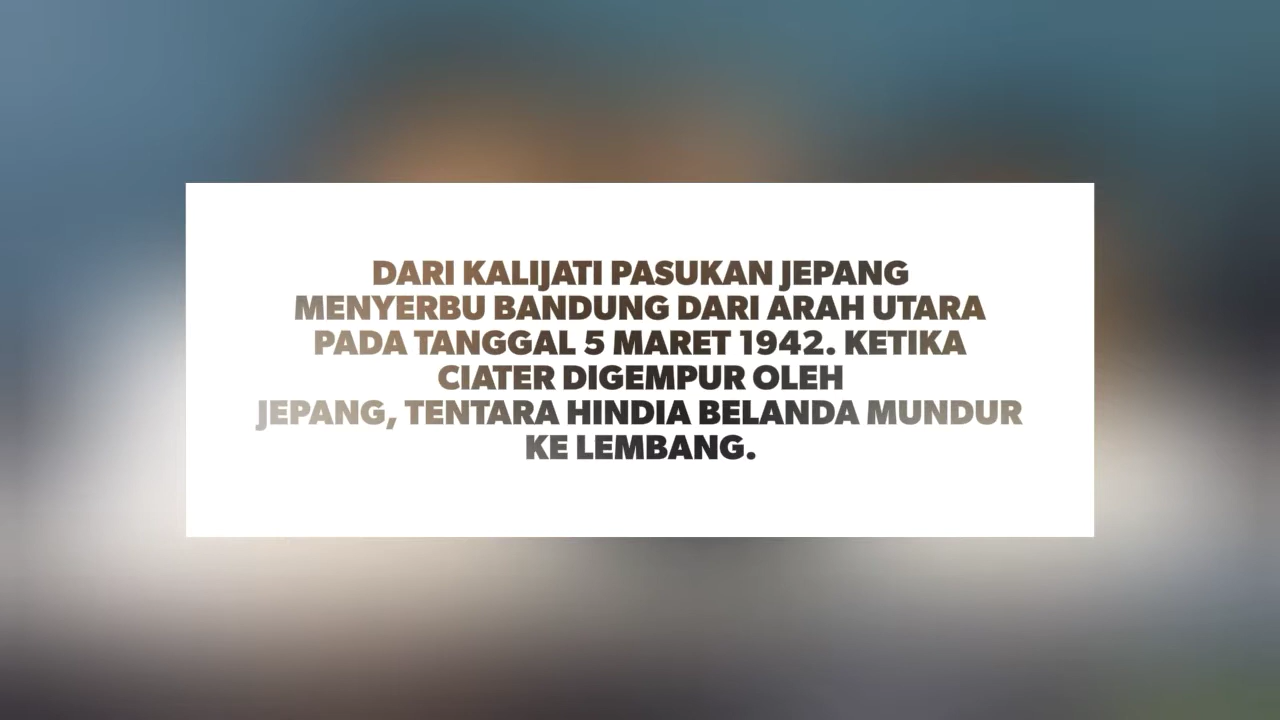 DARI KALIJATI PASUKAN JEPANG
MENYERBU BANDUNG DARI ARAH UTARA
PADA TANGGAL 5 MARET 1942. KETIKA
CIATER DIGEMPUR OLEH
JEPANG, TENTARA HINDIA BELANDA MUNDUR
KE LEMBANG.